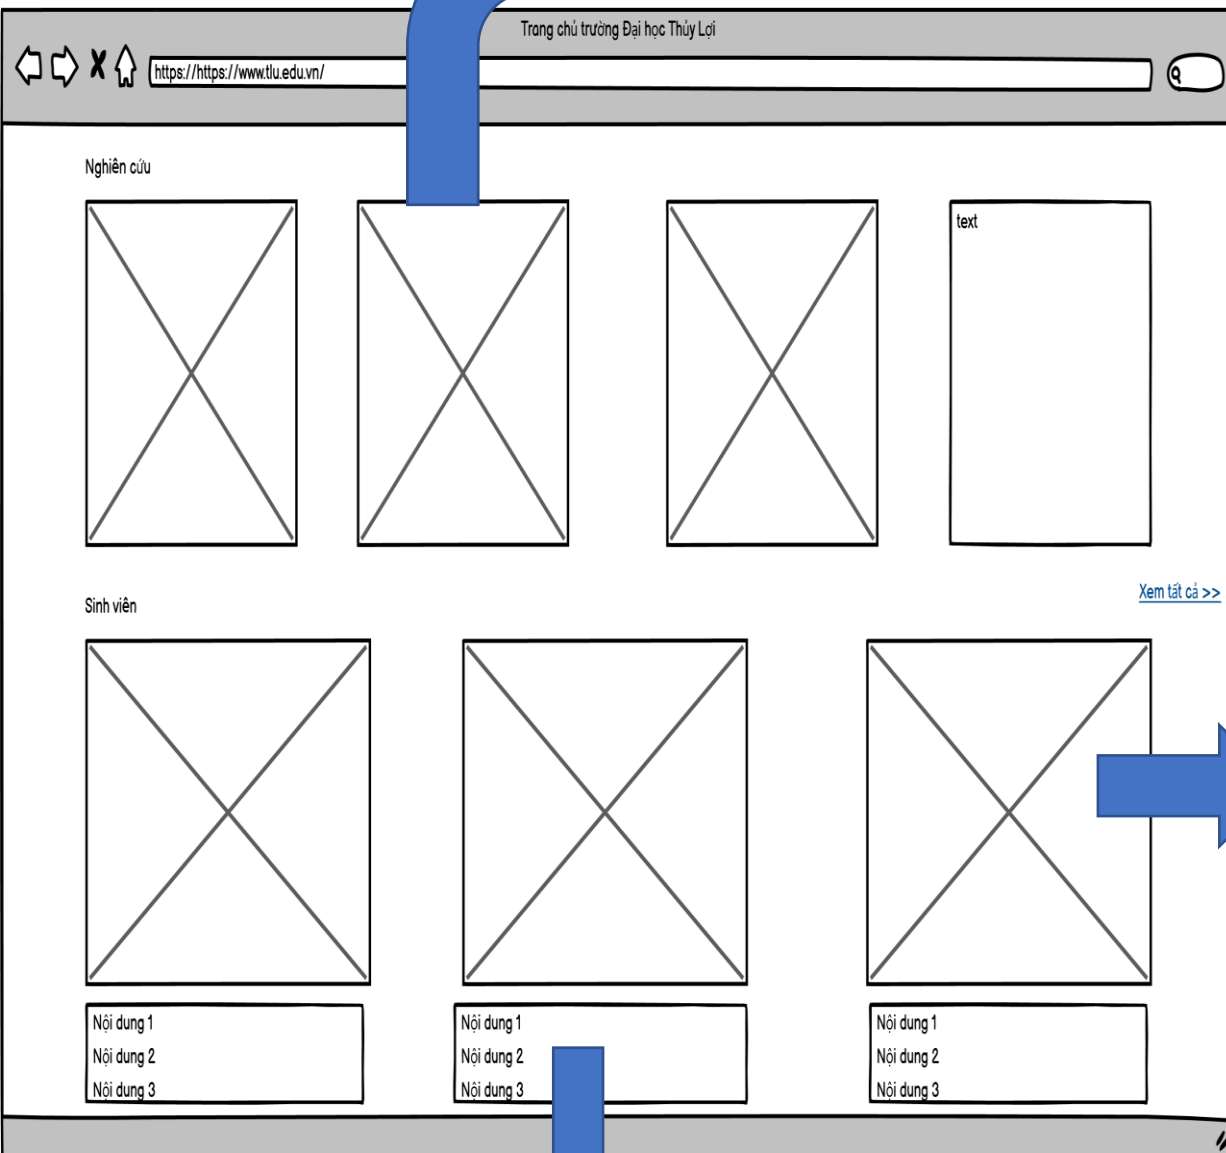 Trang chủ trường Đại học Thủy Lợi
https://https://www.tlu.edu.vn/
Nghiên cứu
text
Xem tất cả >>
Sinh viên
Nội dung 1
Nội dung 2
Nội dung 3
Nội dung 1
Nội dung 2
Nội dung 3
Nội dung 1
Nội dung 2
Nội dung 3